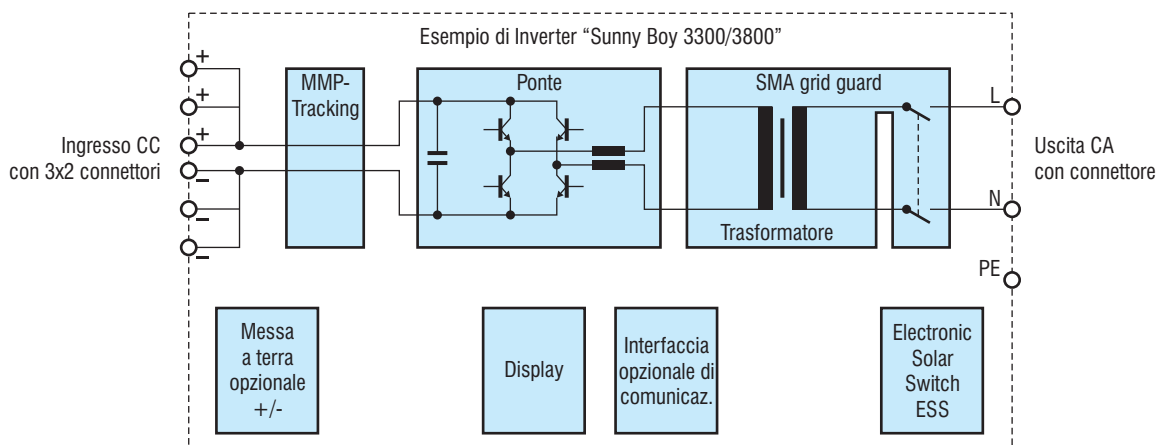 Esempio di Inverter “Sunny Boy 3300/3800”
+
+
+
–
–
–
Ingresso CC
con 3x2 connettori
MMP-
Tracking
Ponte
SMA grid guard
Trasformatore
L
N
PE
Uscita CA
con connettore
Messa
a terra
opzionale
+/-
Display
Interfaccia
opzionale di
comunicaz.
Electronic
Solar
Switch
ESS